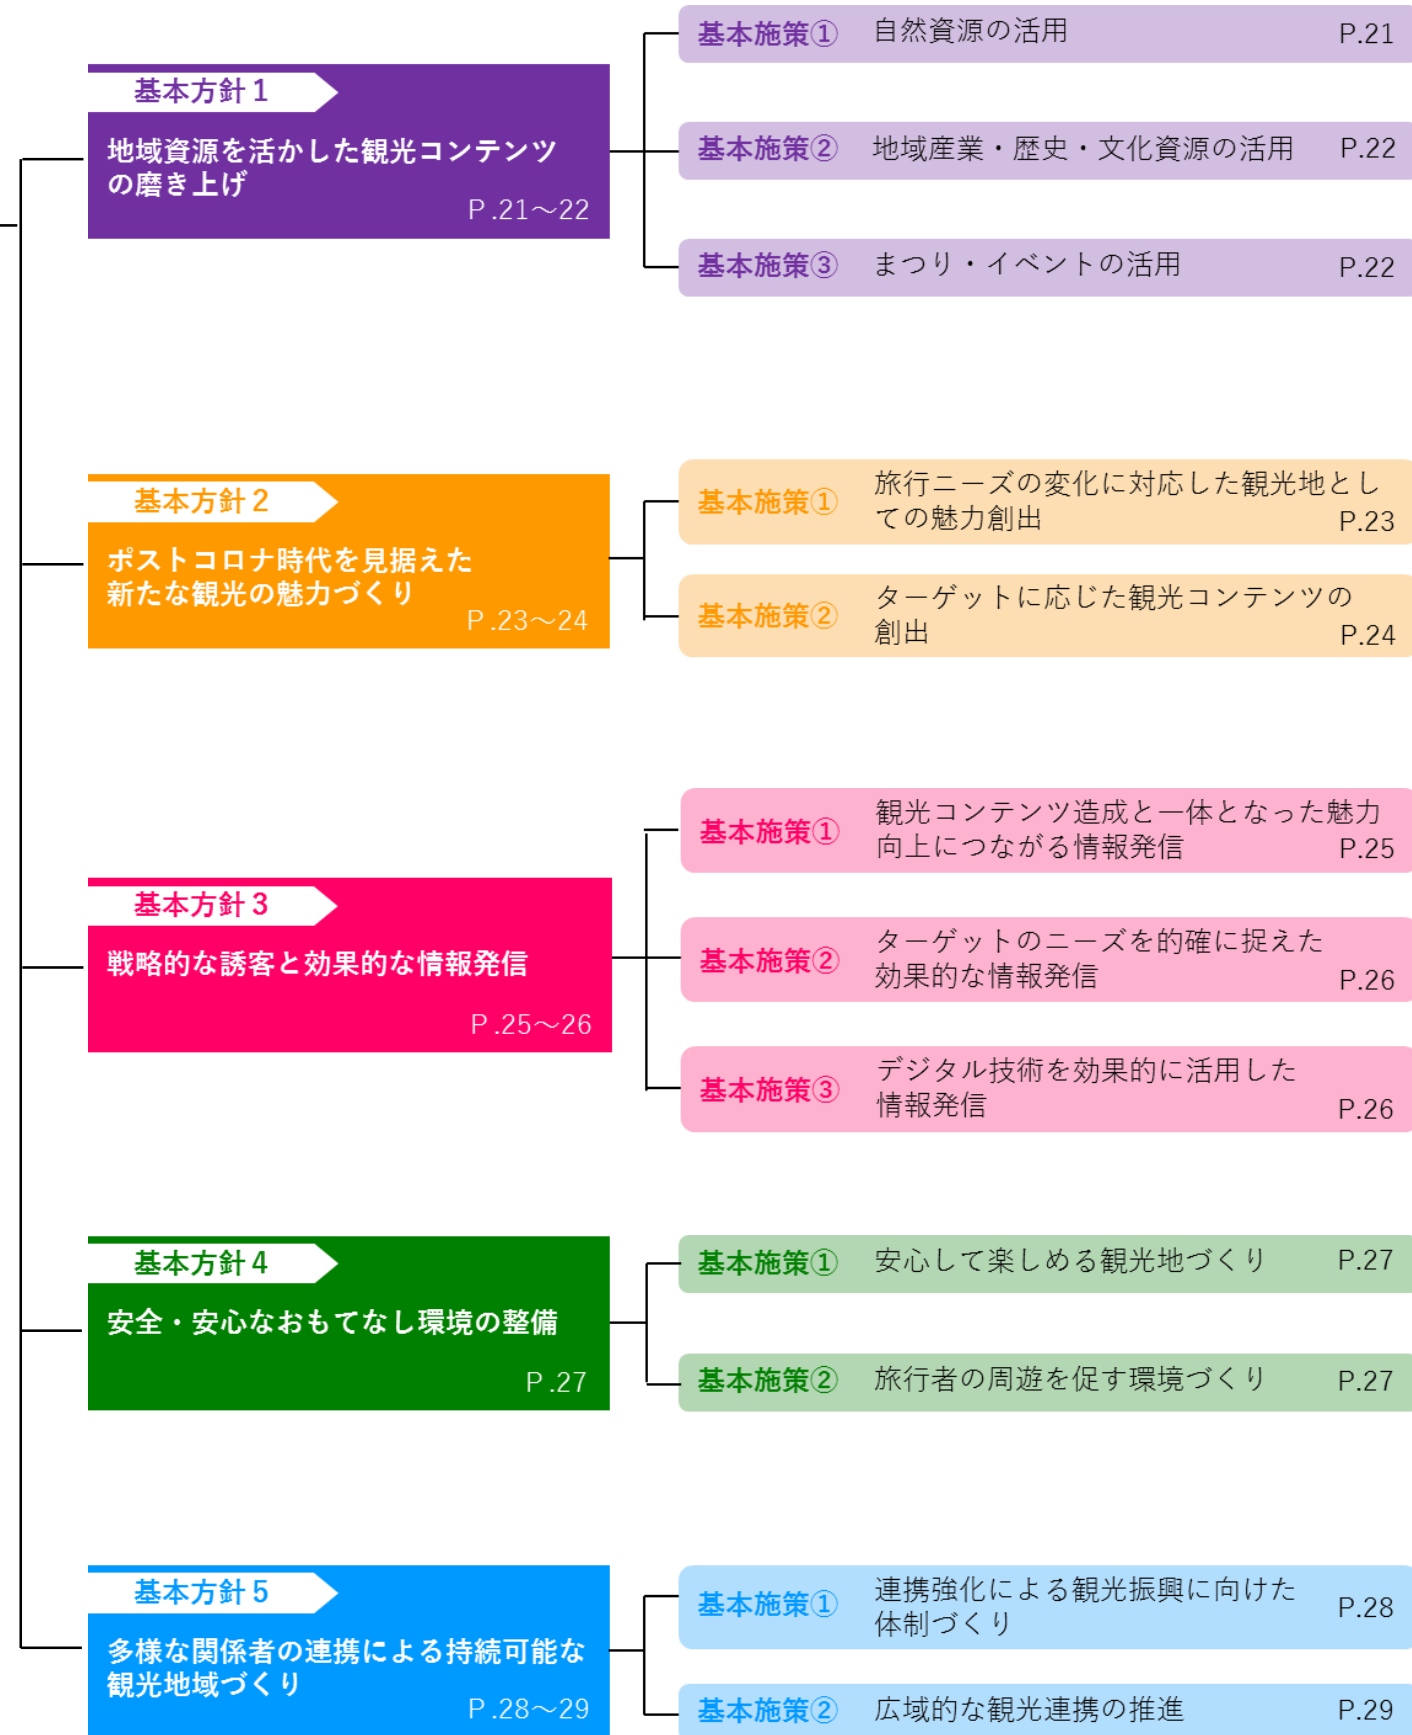 基本方針1
地域資源を活かした観光コンテンツ
の磨き上げ
P.21～22
基本施策① 自然資源の活用 P.21
基本施策② 地域産業・歴史・文化資源の活用 P.22
基本施策③ まつり・イベントの活用 P.22
基本方針2
ポストコロナ時代を見据えた
新たな観光の魅力づくり
P.23～24
基本施策① 旅行ニーズの変化に対応した観光地とし
ての魅力創出 P.23
基本施策② ターゲットに応じた観光コンテンツの
創出 P.24
基本方針3
戦略的な誘客と効果的な情報発信
P.25～26
基本施策① 観光コンテンツ造成と一体となった魅力
向上につながる情報発信 P.25
基本施策② ターゲットのニーズを的確に捉えた
効果的な情報発信 P.26
基本施策③ デジタル技術を効果的に活用した
情報発信 P.26
基本方針4
安全・安心なおもてなし環境の整備
P.27
基本施策① 安心して楽しめる観光地づくり P.27
基本施策② 旅行者の周遊を促す環境づくり P.27
基本方針5
多様な関係者の連携による持続可能な
観光地域づくり
P.28～29
基本施策① 連携強化による観光振興に向けた
体制づくり P.28
基本施策② 広域的な観光連携の推進 P.29